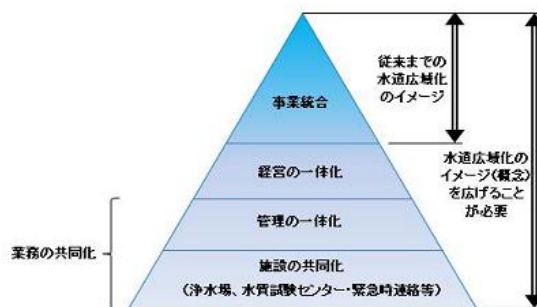 事業統合
経営の一体化
管理の一体化
施設の共同化
（浄水場、水質試験センター・緊急時連絡等）
業務の共同化
従来までの
水道広域化
のイメージ
水道広域化の
イメージ（概念）
を広げること
が必要